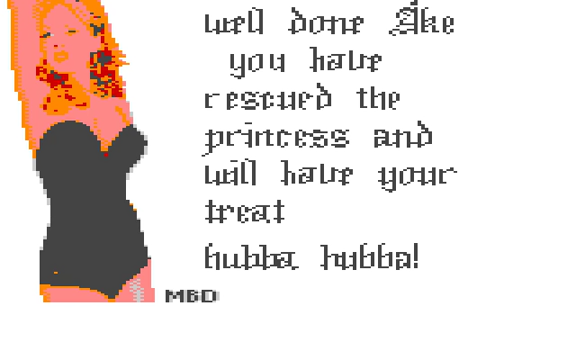 well done Ake
you have
rescued the
princess and
will have your
treat
hubba hubba!
MBD